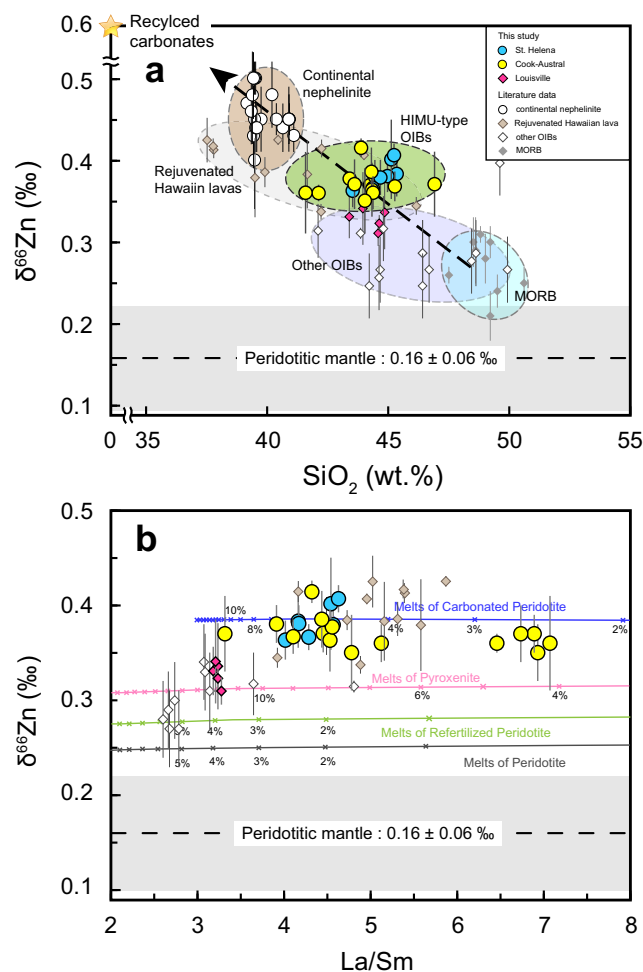 0.6
Recylced
carbonates
a
Continental
nephelinite
This
study
St. Helena
Cook-Austral
Louisville
Literature data
continental nephelinite
Rejuvenated Hawaiian lava
other OIBs
MORB
0.5
HIMU-type
OIBs
0.4
Rejuvenated
Hawaiin lavas
0.3
Other OIBs
MORB
0.2
Peridotitic mantle : 0.16 ± 0.06 ‰
0.1
δ⁶⁶Zn (‰)
0 35 40 45 50 55
SiO₂ (wt.%)
0.5
b
0.4
10%
8%
Melts of Carbonated Peridotite
4%
3%
2%
Melts of Pyroxenite
0.3
10%
6%
4%
4%
3%
2%
Melts of Refertilized Peridotite
5%
4%
3%
2%
Melts of Peridotite
0.2
Peridotitic mantle : 0.16 ± 0.06 ‰
0.1
δ⁶⁶Zn (‰)
2 3 4 5 6 7 8
La/Sm